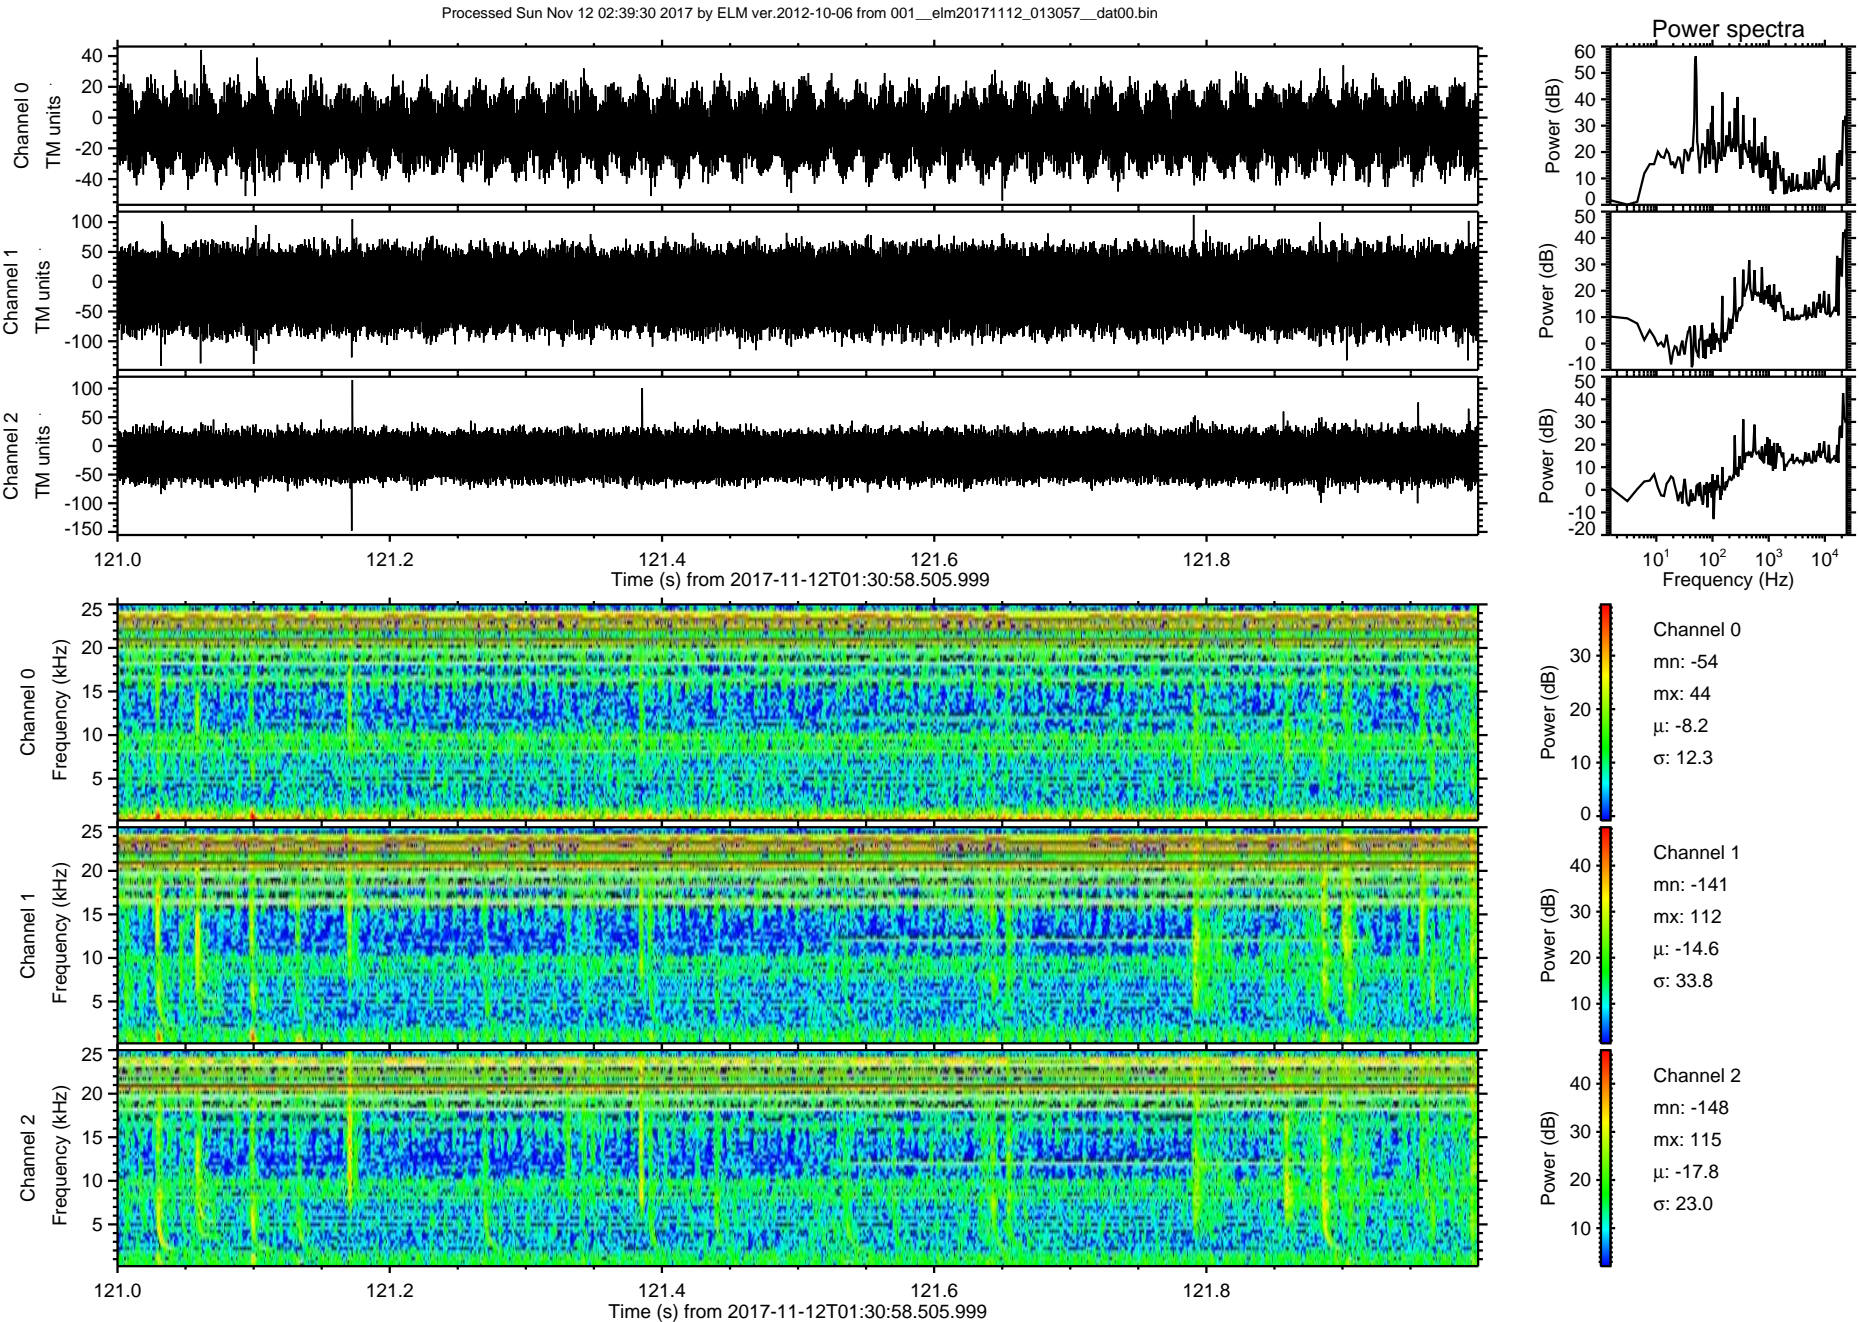 Processed Sun Nov 12 02:39:30 2017 by ELM ver.2012-10-06 from 001__elm20171112_013057__dat00.bin
Power spectra
Channel 0
TM units
40
20
0
-20
-40
Power (dB)
60
50
40
30
20
10
0
Channel 1
TM units
100
50
0
-50
-100
Power (dB)
50
40
30
20
10
0
-10
Channel 2
TM units
100
50
0
-50
-100
-150
Power (dB)
50
40
30
20
10
0
-10
-20
121.0 121.2 121.4 121.6 121.8
Time (s) from 2017-11-12T01:30:58.505.999
10¹ 10² 10³ 10⁴
Frequency (Hz)
Channel 0
Frequency (kHz)
25
20
15
10
5
Power (dB)
30
20
10
0
Channel 0
mn: -54
mx: 44
μ: -8.2
σ: 12.3
Channel 1
Frequency (kHz)
25
20
15
10
5
Power (dB)
40
30
20
10
Channel 1
mn: -141
mx: 112
μ: -14.6
σ: 33.8
Channel 2
Frequency (kHz)
25
20
15
10
5
Power (dB)
40
30
20
10
Channel 2
mn: -148
mx: 115
μ: -17.8
σ: 23.0
121.0 121.2 121.4 121.6 121.8
Time (s) from 2017-11-12T01:30:58.505.999